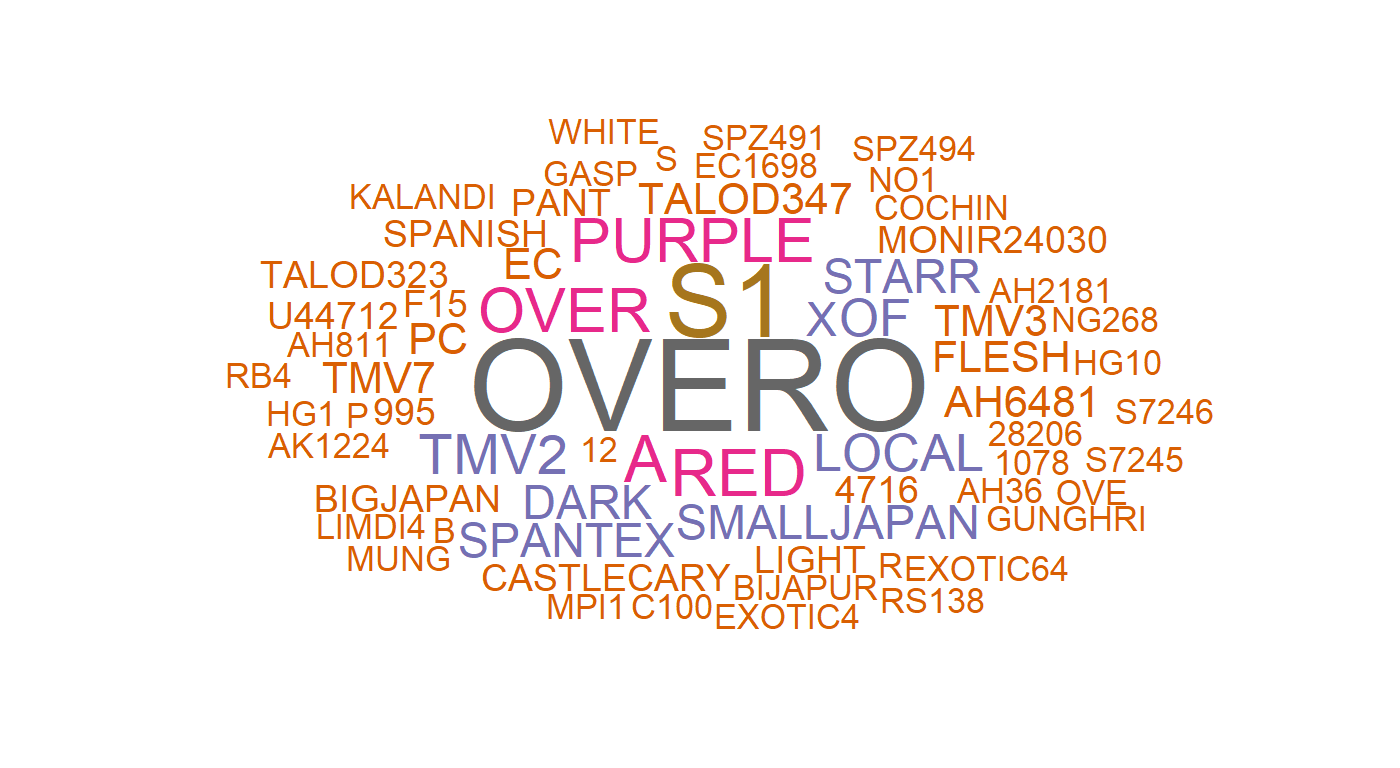 WHITE
SPZ491
S
SPZ494
GASP
EC1698
NO1
KALANDI
PANT
TALOD347
COCHIN
SPANISH
PURPLE
MONIR24030
EC
TALOD323
STARR
AH2181
F15
OVER
S1
U44712
XOF
TMV3
NG268
AH811
PC
FLESH
HG10
RB4
TMV7
OVERO
AH6481
S7246
HG1
P
995
28206
AK1224
TMV2
12
A
RED
LOCAL
1078
S7245
BIGJAPAN
DARK
4716
AH36
OVE
LIMDI4
B
SPANTEX
SMALLJAPAN
GUNGHRI
MUNG
LIGHT
R
EXOTIC64
CASTLECARY
BIJAPUR
RS138
MPI1
C100
EXOTIC4